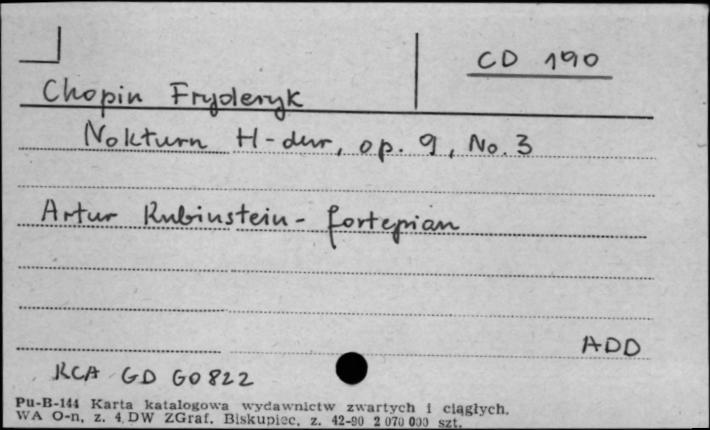 CD 190
Chopin Fryderyk
Nokturn H-dur, op. 9, No. 3
Artur Rubinstein - fortepian
ADD
RCA GD 60822
Pu-B-144 Karta katalogowa wydawnictw zwartych i ciągłych.
WA O-n, z. 4 DW ZGraf. Biskupiec, z. 42-90 2 070 000 szt.